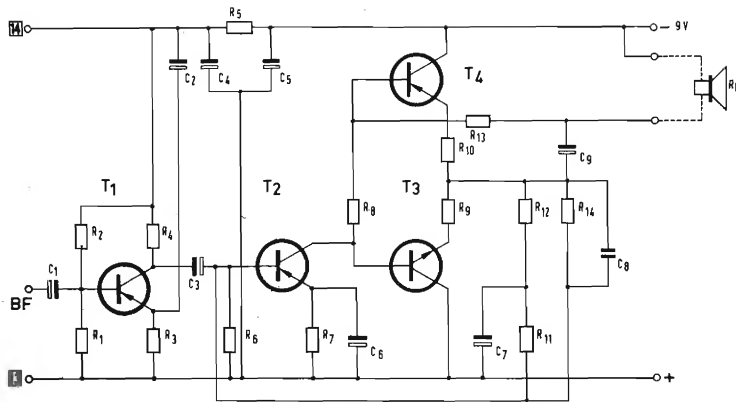 14
R5
– 9V
C2
C4
C5
T4
R13
R10
C9
T1
T2
T3
R2
R4
R8
R9
R12
R14
C8
C1
C3
BF
R1
R3
R6
R7
C6
C7
R11
+